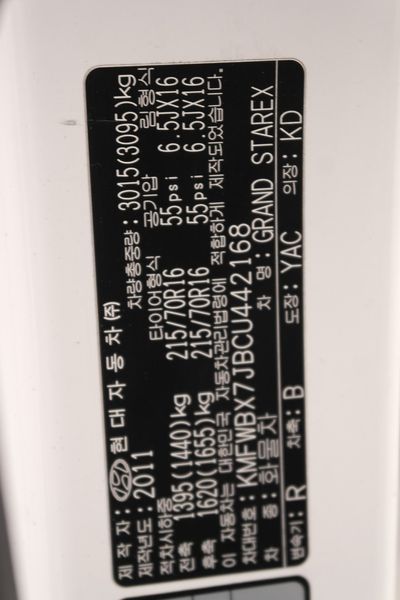 제 작 자 : 현 대 자 동 차 ㈜
제작년도 : 2011 차량총중량 : 3015(3095)kg
적차시하중 타이어형식 공기압 림형식
전축 1395(1440)kg 215/70R16 55psi 6.5JX16
후축 1620(1655)kg 215/70R16 55psi 6.5JX16
이 자동차는 대한민국 자동차관리법령에 적합하게 제작되었습니다.
차대번호 : KMFWBX7JBCU442168
차 종 : 화물차 차 명 : GRAND STAREX
변속기 : R 차축 : B 도장 : YAC 의장 : KD